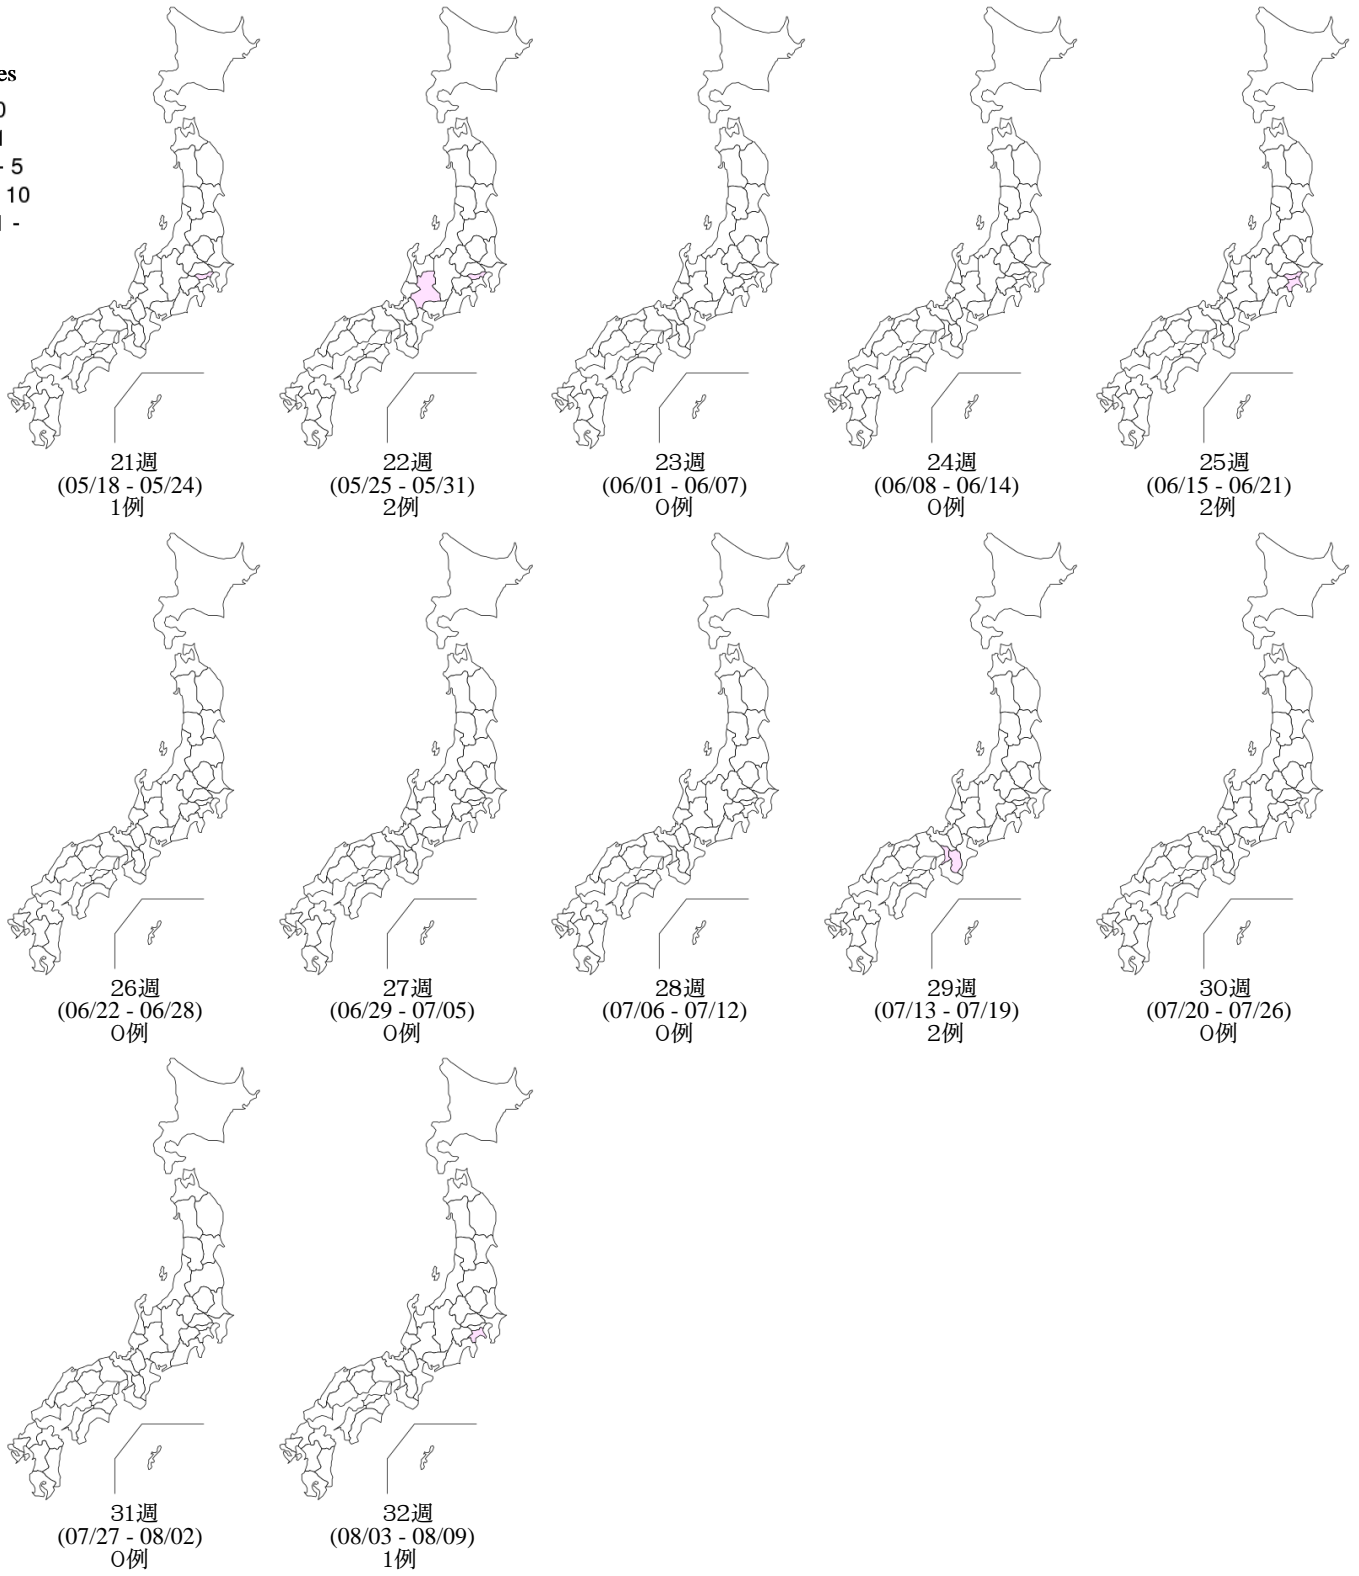 es
0
1
- 5
10
1 -
21週
(05/18 - 05/24)
1例
22週
(05/25 - 05/31)
2例
23週
(06/01 - 06/07)
0例
24週
(06/08 - 06/14)
0例
25週
(06/15 - 06/21)
2例
26週
(06/22 - 06/28)
0例
27週
(06/29 - 07/05)
0例
28週
(07/06 - 07/12)
0例
29週
(07/13 - 07/19)
2例
30週
(07/20 - 07/26)
0例
31週
(07/27 - 08/02)
0例
32週
(08/03 - 08/09)
1例